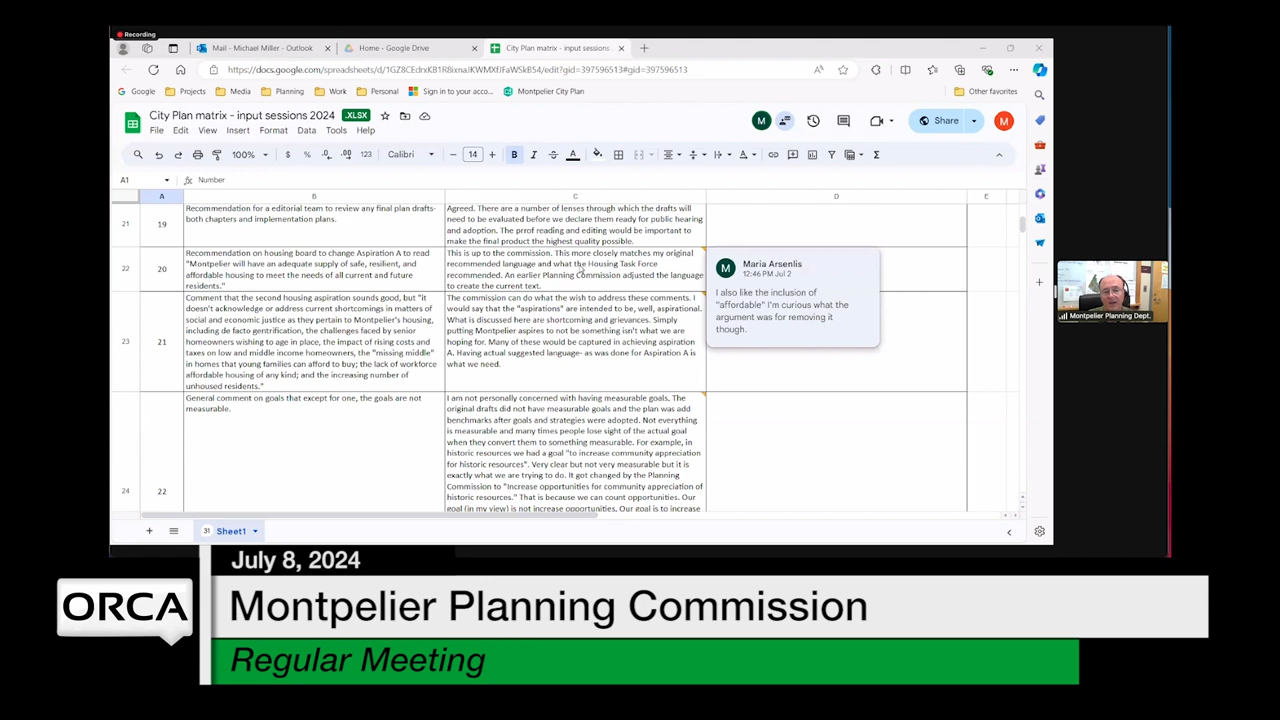 Recording
Mail - Michael Miller - Outlook
Home - Google Drive
City Plan matrix - input sessions
https://docs.google.com/spreadsheets/d/1GZ8CEdrxKB1R8ixnaJKWMXfJFaWSkB54/edit?gid=397596513#gid=397596513
Google Projects Media Planning Work Personal Sign in to your acco... Montpelier City Plan Other favorites
City Plan matrix - input sessions 2024 .XLSX
Share
M
M
File Edit View Insert Format Data Tools Help
100% $ % .0 .00 123 Calibri 14 B I A
A1 fx Number
A B C D E
21
19
Recommendation for a editorial team to review any final plan drafts-
both chapters and implementation plans.
Agreed. There are a number of lenses through which the drafts will
need to be evaluated before we declare them ready for public hearing
and adoption. The prrof reading and editing would be important to
make the final product the highest quality possible.
22
20
Recommendation on housing board to change Aspiration A to read
"Montpelier will have an adequate supply of safe, resilient, and
affordable housing to meet the needs of all current and future
residents."
This is up to the commission. This more closely matches my original
recommended language and what the Housing Task Force
recommended. An earlier Planning Commission adjusted the language
to create the current text.
M
Maria Arsenlis
12:46 PM Jul 2
I also like the inclusion of
"affordable" I'm curious what the
argument was for removing it
though.
23
21
Comment that the second housing aspiration sounds good, but "it
doesn't acknowledge or address current shortcomings in matters
of social and economic justice as they pertain to Montpelier's housing,
including de facto gentrification, the challenges faced by senior
homeowners wishing to age in place, the impact of rising costs and
taxes on low and middle income homeowners, the "missing middle"
in homes that young families can afford to buy; the lack of workforce
affordable housing of any kind; and the increasing number of
unhoused residents."
The commission can do what the wish to address these comments. I
would say that the "aspirations" are intended to be, well, aspirational.
What is discussed here are shortcoming and grievances. Simply
putting Montpelier aspires to not be something isn't what we are
hoping for. Many of these would be captured in achieving aspiration
A. Having actual suggested language- as was done for Aspiration A is
what we need.
24
22
General comment on goals that except for one, the goals are not
measurable.
I am not personally concerned with having measurable goals. The
original drafts did not have measurable goals and the plan was add
benchmarks after goals and strategies were adopted. Not everything
is measurable and many times people lose sight of the actual goal
when they convert them to something measurable. For example, in
historic resources we had a goal "to increase community appreciation
for historic resources". Very clear but not very measurable but it is
exactly what we are trying to do. It got changed by the Planning
Commission to "Increase opportunities for community appreciation of
historic resources." That is because we can count opportunities. Our
goal (in my view) is not increase opportunities. Our goal is to increase
31 Sheet1
Montpelier Planning Dept.
July 8, 2024
ORCA
Montpelier Planning Commission
Regular Meeting